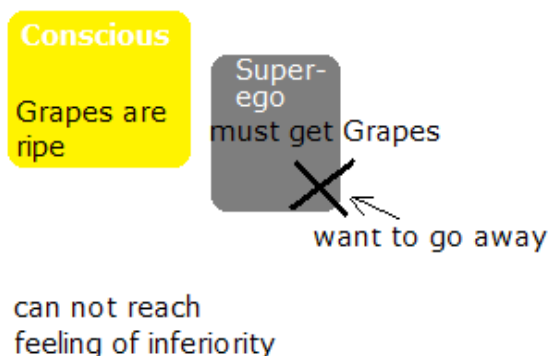 Conscious
Grapes are
ripe
Super-
ego
must get Grapes
want to go away
can not reach
feeling of inferiority